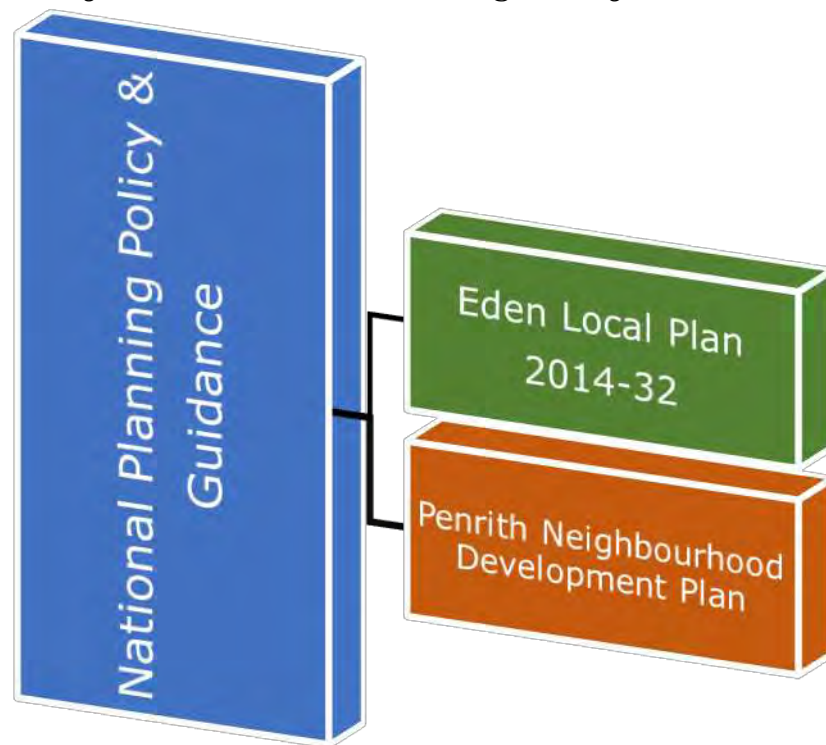 National Planning Policy &
Guidance
Eden Local Plan
2014-32
Penrith Neighbourhood
Development Plan